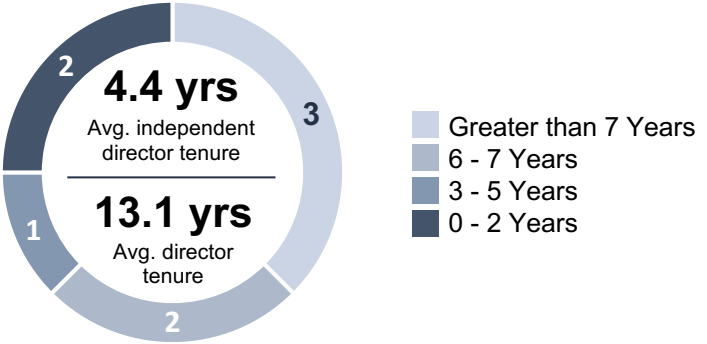 2
4.4 yrs
Avg. independent
director tenure
3
13.1 yrs
Avg. director
tenure
1
2
Greater than 7 Years
6 - 7 Years
3 - 5 Years
0 - 2 Years